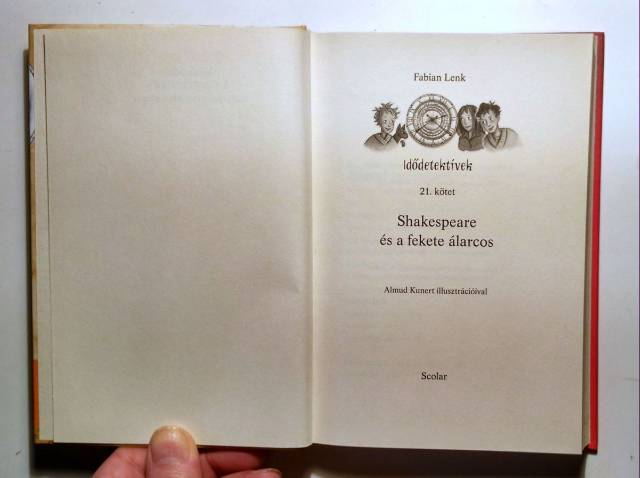 Fabian Lenk
Idődetektívek
21. kötet
Shakespeare
és a fekete álarcos
Almud Kunert illusztrációival
Scolar